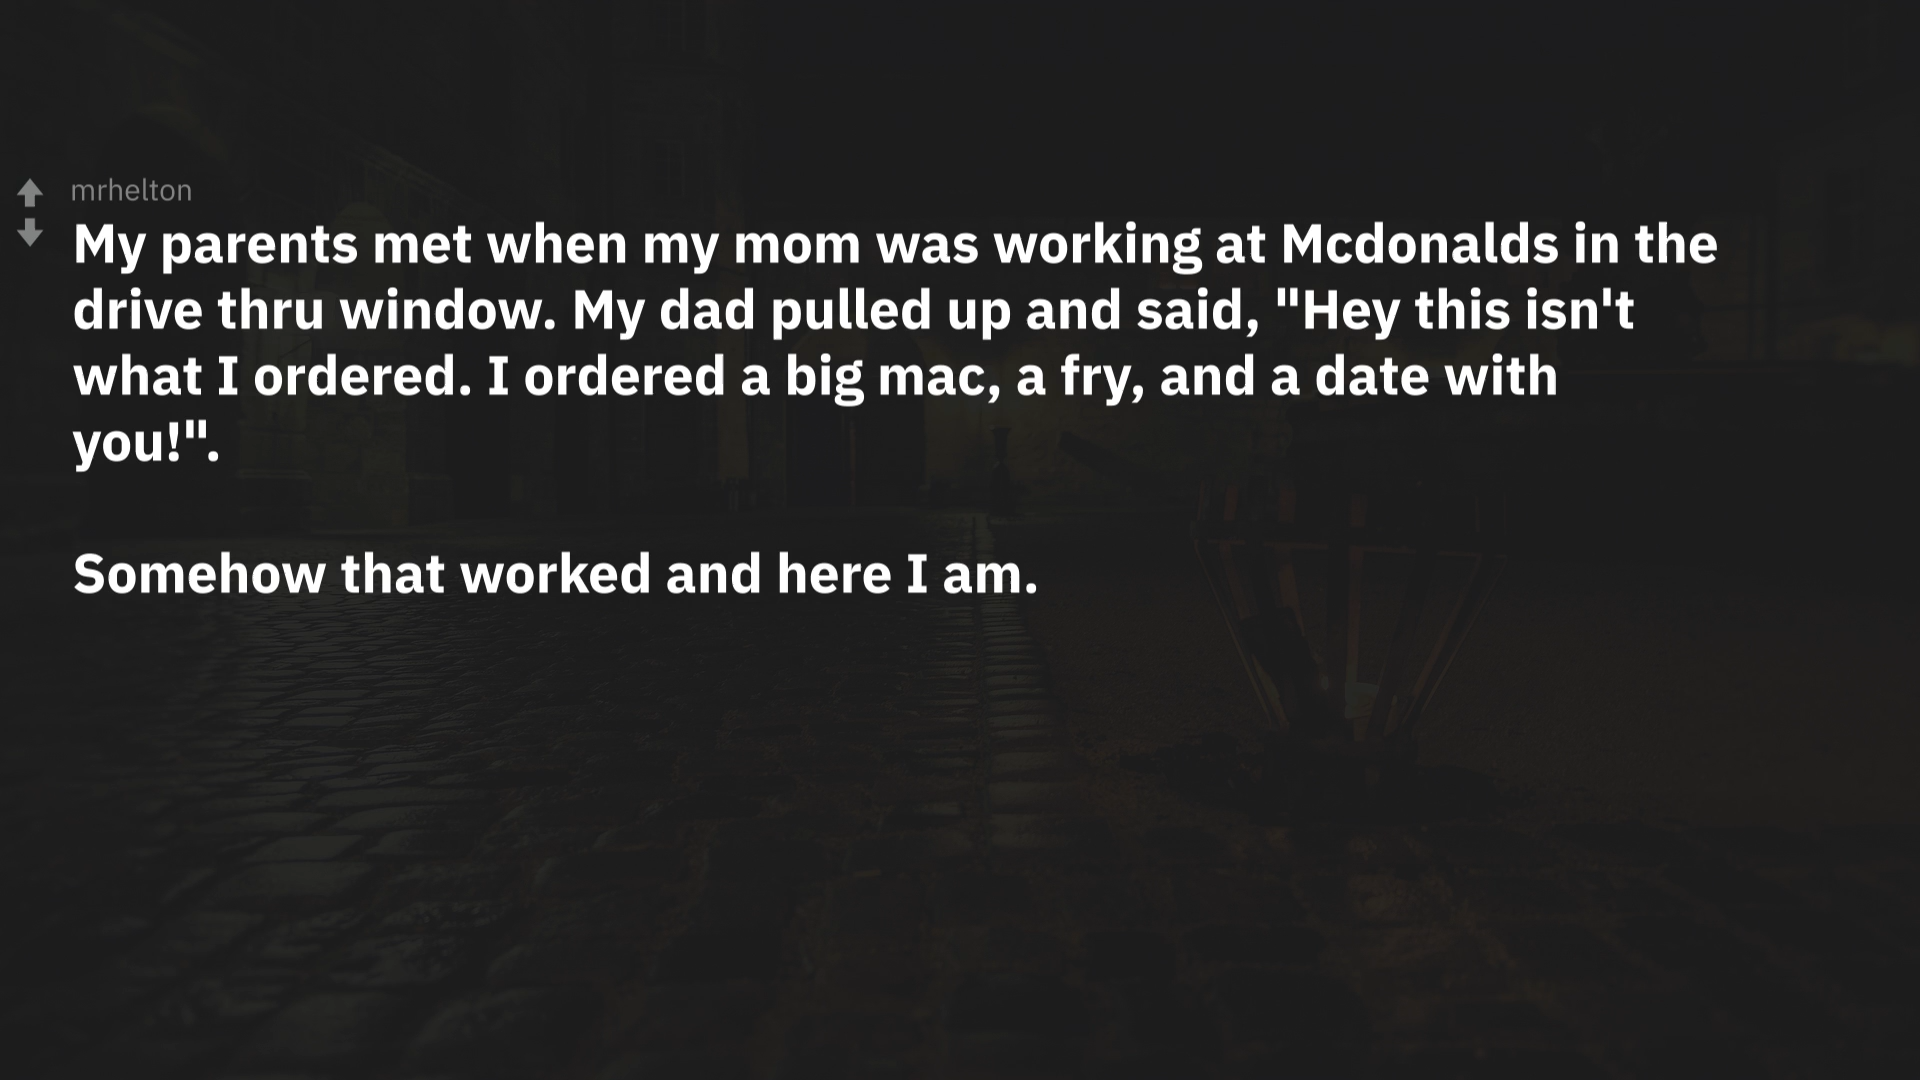 mrhelton
My parents met when my mom was working at Mcdonalds in the
drive thru window. My dad pulled up and said, "Hey this isn't
what I ordered. I ordered a big mac, a fry, and a date with
you!".
Somehow that worked and here I am.